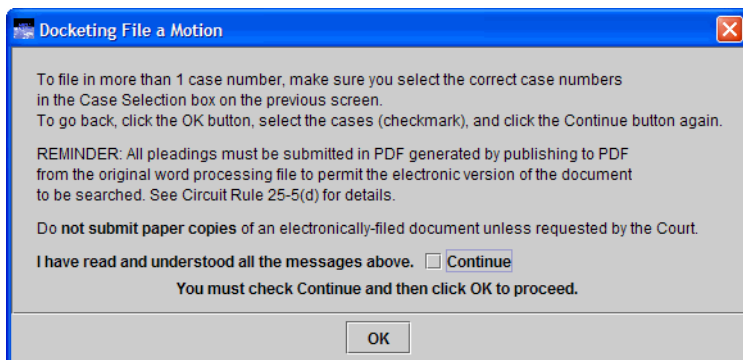 Docketing File a Motion
To file in more than 1 case number, make sure you select the correct case numbers
in the Case Selection box on the previous screen.
To go back, click the OK button, select the cases (checkmark), and click the Continue button again.
REMINDER: All pleadings must be submitted in PDF generated by publishing to PDF
from the original word processing file to permit the electronic version of the document
to be searched. See Circuit Rule 25-5(d) for details.
Do not submit paper copies of an electronically-filed document unless requested by the Court.
I have read and understood all the messages above. Continue
You must check Continue and then click OK to proceed.
OK